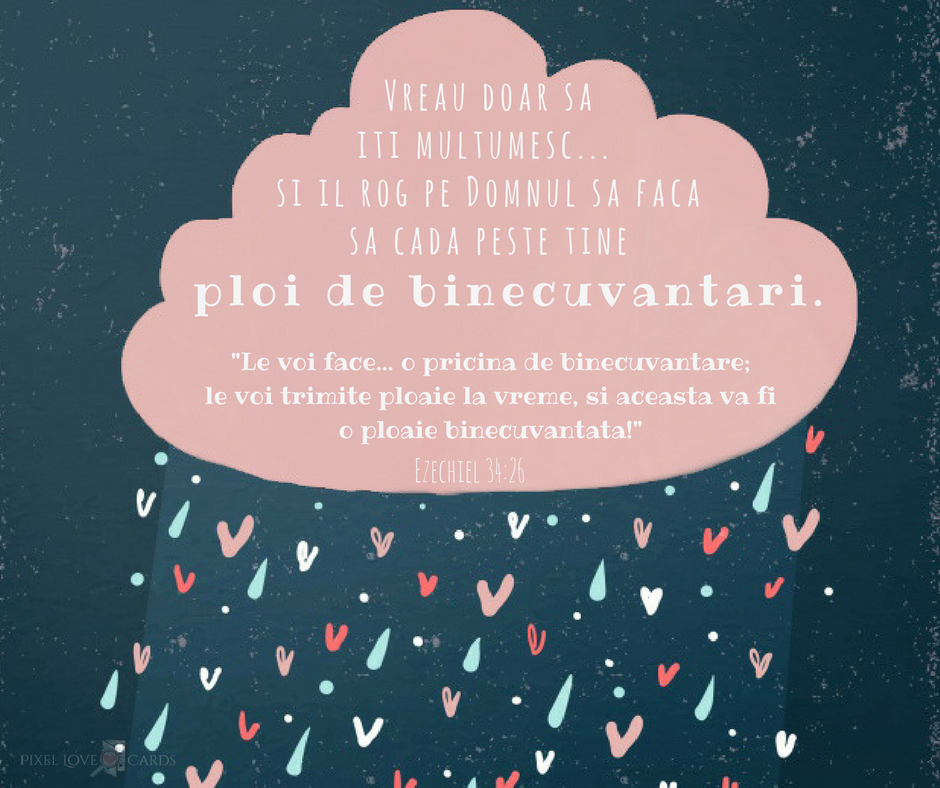 Vreau doar sa
iti multumesc...
si il rog pe Domnul sa faca
sa cada peste tine
ploi de binecuvantari.
"Le voi face... o pricina de binecuvantare;
le voi trimite ploaie la vreme, si aceasta va fi
o ploaie binecuvantata!"
Ezechiel 34:26
PIXEL LOVE CARDS